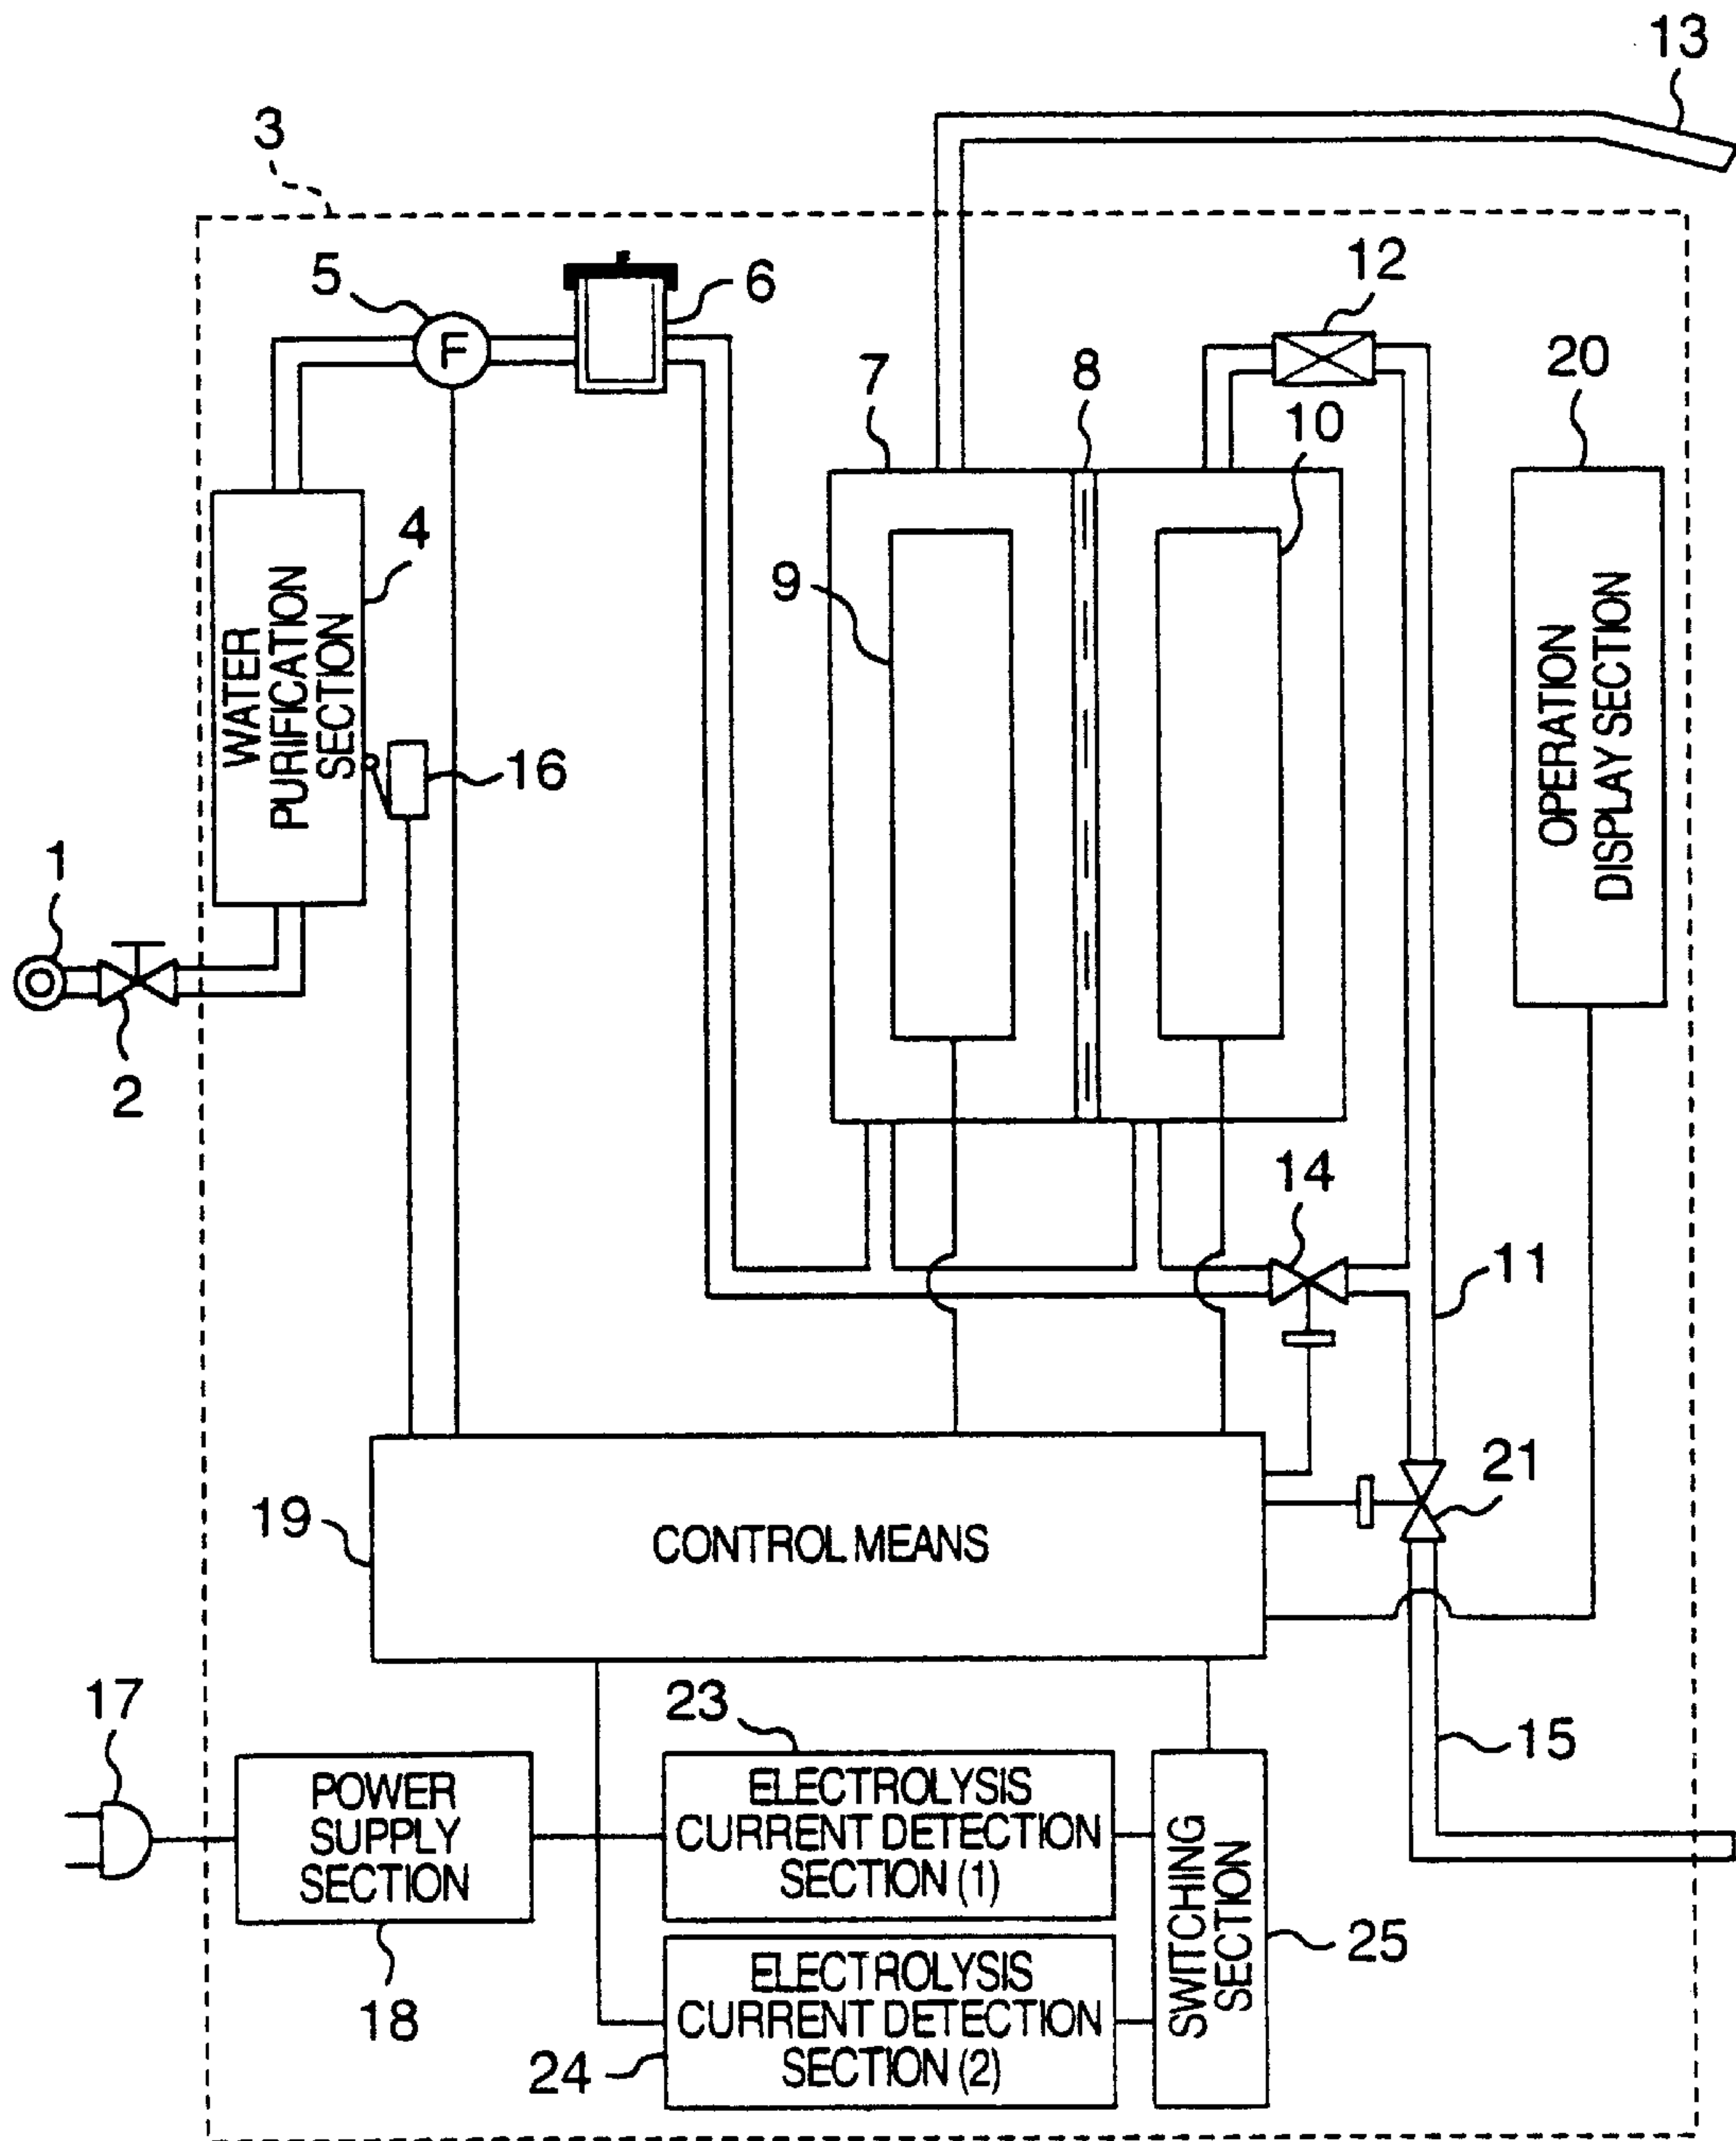 13
3
5
F
6
12
7
8
20
10
4
9
WATER
PURIFICATION
SECTION
OPERATION
DISPLAY SECTION
16
1
2
14
11
21
19
CONTROL MEANS
17
23
15
POWER
SUPPLY
SECTION
ELECTROLYSIS
CURRENT DETECTION
SECTION (1)
SWITCHING
SECTION
25
18
ELECTROLYSIS
CURRENT DETECTION
SECTION (2)
24